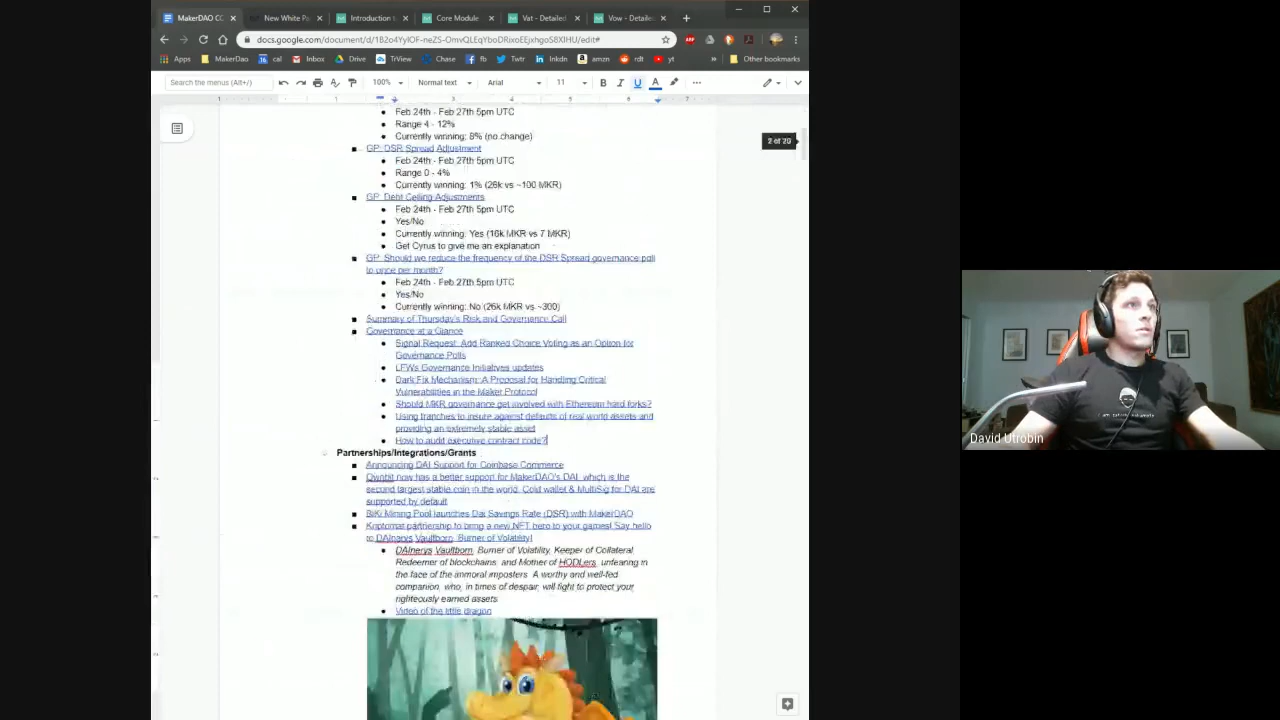 MakerDAO CC
New White Pa
Introduction t
Core Module
Vat - Detailed
Vow - Detailed
docs.google.com/document/d/
Apps
MakerDao
cal
Inbox
Drive
TrView
Chase
fb
Twtr
linkdn
amzn
rdt
yt
Other bookmarks
Search the menus (Alt+/)
100%
Normal text
Arial
11
B
I
U
A
2 of 20
Feb 24th - Feb 27th 5pm UTC
Range 4 - 12%
Currently winning: 8% (no change)
GP: DSR Spread Adjustment
Feb 24th - Feb 27th 5pm UTC
Range 0 - 4%
Currently winning: 1% (26k vs ~100 MKR)
GP: Debt Ceiling Adjustments
Feb 24th - Feb 27th 5pm UTC
Yes/No
Currently winning: Yes (16k MKR vs 7 MKR)
Get Cyrus to give me an explanation
GP: Should we reduce the frequency of the DSR Spread governance poll
to once per month?
Feb 24th - Feb 27th 5pm UTC
Yes/No
Currently winning: No (26k MKR vs ~300)
Summary of Thursday's Risk and Governance Call
Governance at a Glance
Signal Request: Add Ranked Choice Voting as an Option for
Governance Polls
LFWs Governance Initiatives updates
Dark Fix Mechanism: A Proposal for Handling Critical
Vulnerabilities in the Maker Protocol
Should MKR governance get involved with Ethereum hard forks?
Using tranches to insure against defaults of real world assets and
providing an extremely stable asset
How to audit executive contract code?
Partnerships/Integrations/Grants
Announcing DAI Support for Coinbase Commerce
Ownbit now has a better support for MakerDAO's DAI, which is the
second largest stable coin in the world. Cold wallet & MultiSig for DAI are
supported by default
BiKi Mining Pool launches Dai Savings Rate (DSR) with MakerDAO
Kriptomat partnership to bring a new NFT hero to your games! Say hello
to DAInerys Vaultborn, Burner of Volatility!
DAInerys Vaultborn, Burner of Volatility, Keeper of Collateral,
Redeemer of blockchains, and Mother of HODLers, unfearing in
the face of the immoral imposters. A worthy and well-fed
companion, who, in times of despair, will fight to protect your
righteously earned assets
Video of the little dragon
David Utrobin